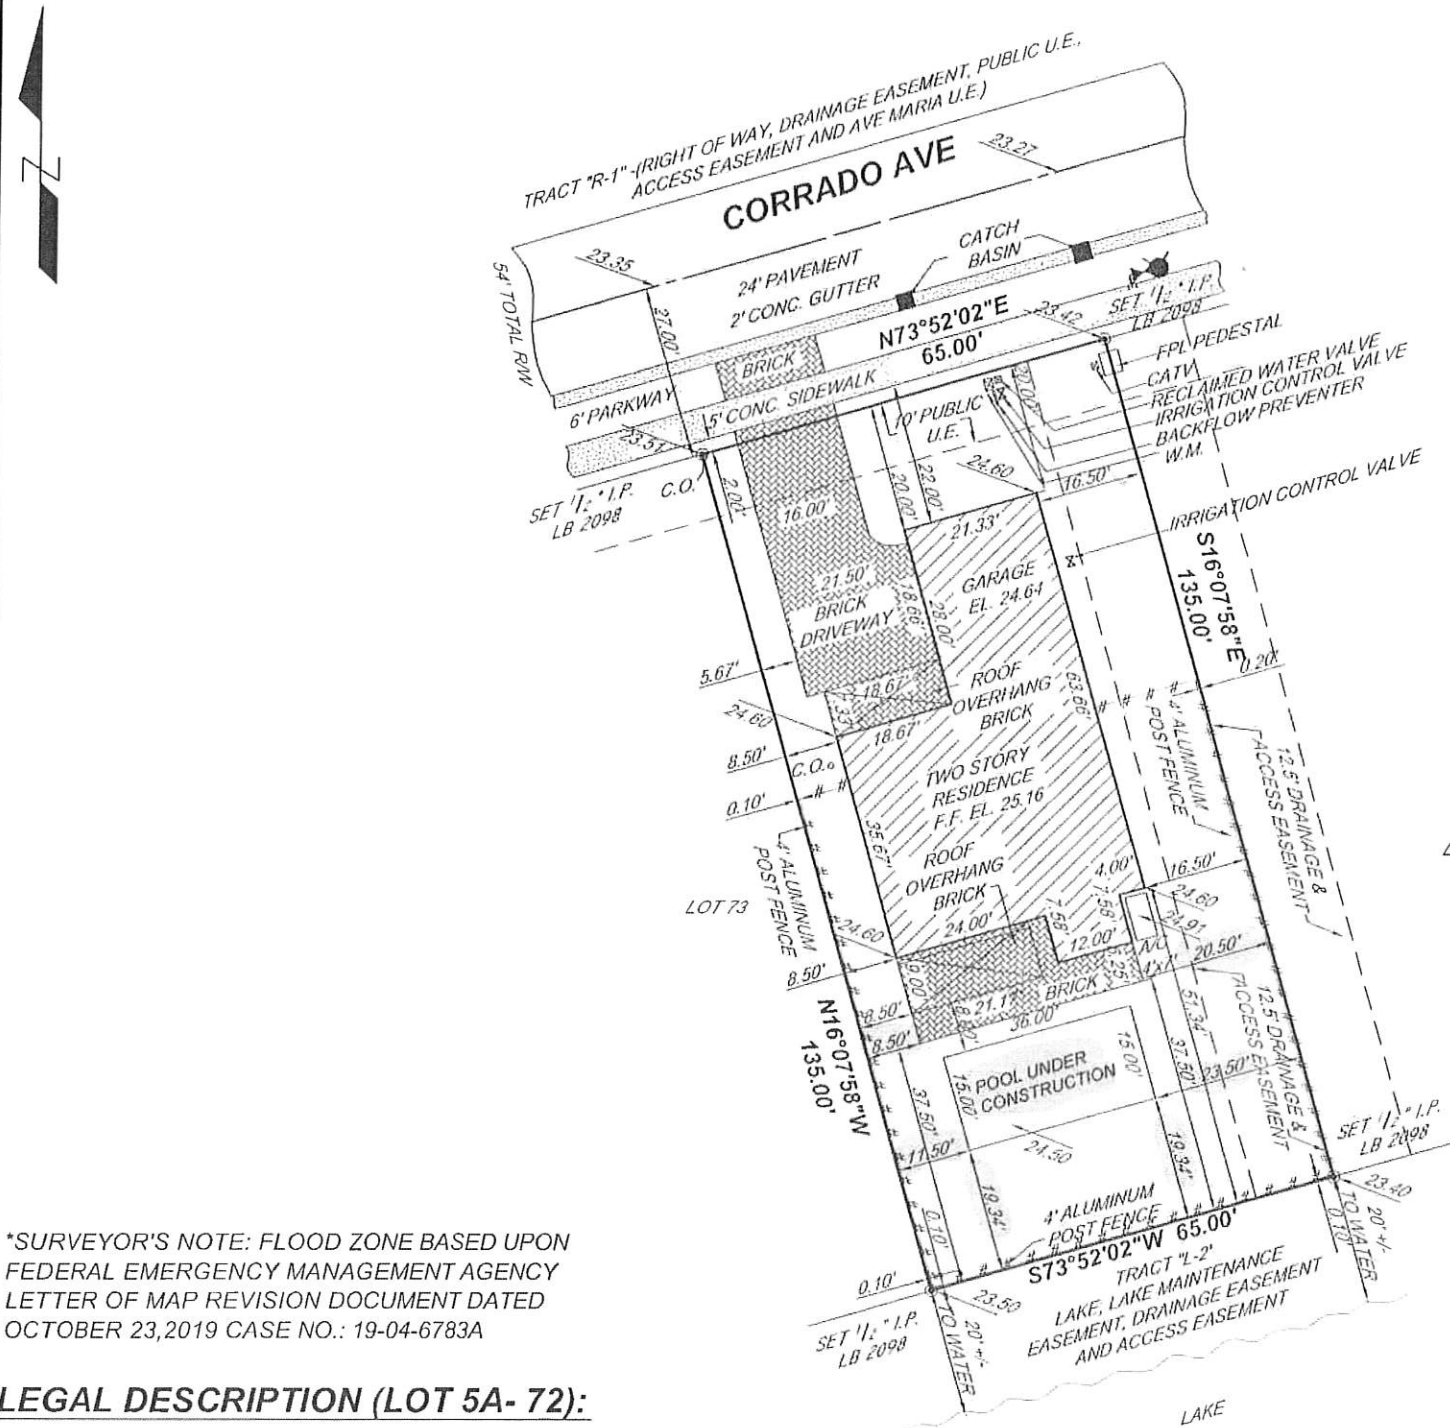 Z
TRACT "R-1" -(RIGHT OF WAY, DRAINAGE EASEMENT, PUBLIC U.E.,
ACCESS EASEMENT AND AVE MARIA U.E.)
CORRADO AVE
23.27
23.35
54' TOTAL R/W
24' PAVEMENT
2' CONC. GUTTER
CATCH
BASIN
27.00'
N73°52'02"E
65.00'
23.42
SET 1/2" I.P.
LB 2098
BRICK
6' PARKWAY
5' CONC. SIDEWALK
23.51
SET 1/2" I.P.
LB 2098
C.O.
2.00'
10' PUBLIC
U.E.
20.00'
FPL PEDESTAL
CATV
RECLAIMED WATER VALVE
IRRIGATION CONTROL VALVE
BACKFLOW PREVENTER
W.M.
IRRIGATION CONTROL VALVE
24.60
16.50'
16.00'
20.00'
22.00'
21.33'
21.50'
BRICK
DRIVEWAY
18.66'
28.00'
GARAGE
EL. 24.64
S16°07'58"E
135.00'
0.20'
5.67'
24.60
18.67'
18.67'
ROOF
OVERHANG
BRICK
63.66'
4' ALUMINUM
POST FENCE
12.5' DRAINAGE &
ACCESS EASEMENT
8.50'
C.O.
0.10'
TWO STORY
RESIDENCE
F.F. EL. 25.16
35.67'
4' ALUMINUM
POST FENCE
LOT 73
ROOF
OVERHANG
BRICK
24.00'
7.58'
12.00'
4.00'
7.58'
16.50'
24.60
24.91
A/C
4'x7'
20.50'
5.25'
24.60
8.50'
9.00'
21.17'
BRICK
8.50'
8.50'
36.00'
N16°07'58"W
135.00'
POOL UNDER
CONSTRUCTION
15.00'
15.00'
51.34'
37.50'
23.50'
12.5' DRAINAGE &
ACCESS EASEMENT
37.50'
11.50'
24.50
19.34'
19.34'
0.10'
0.10'
4' ALUMINUM
POST FENCE
S73°52'02"W 65.00'
SET 1/2" I.P.
LB 2098
23.40
20' +/-
TO WATER
0.10'
23.50
SET 1/2" I.P.
LB 2098
20' +/-
TO WATER
TRACT "L-2"
LAKE, LAKE MAINTENANCE
EASEMENT, DRAINAGE EASEMENT
AND ACCESS EASEMENT
LAKE
*SURVEYOR'S NOTE: FLOOD ZONE BASED UPON
FEDERAL EMERGENCY MANAGEMENT AGENCY
LETTER OF MAP REVISION DOCUMENT DATED
OCTOBER 23,2019 CASE NO.: 19-04-6783A
LEGAL DESCRIPTION (LOT 5A- 72):